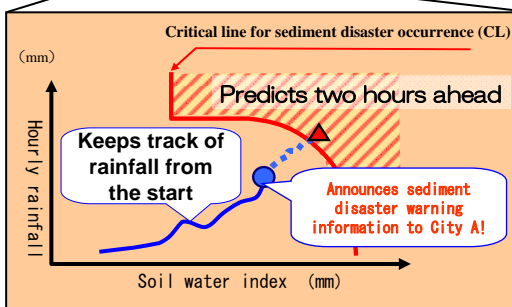 Critical line for sediment disaster occurrence (CL)
(mm)
Predicts two hours ahead
Keeps track of
rainfall from
the start
Hourly rainfall
Announces sediment
disaster warning
information to City A!
Soil water index (mm)